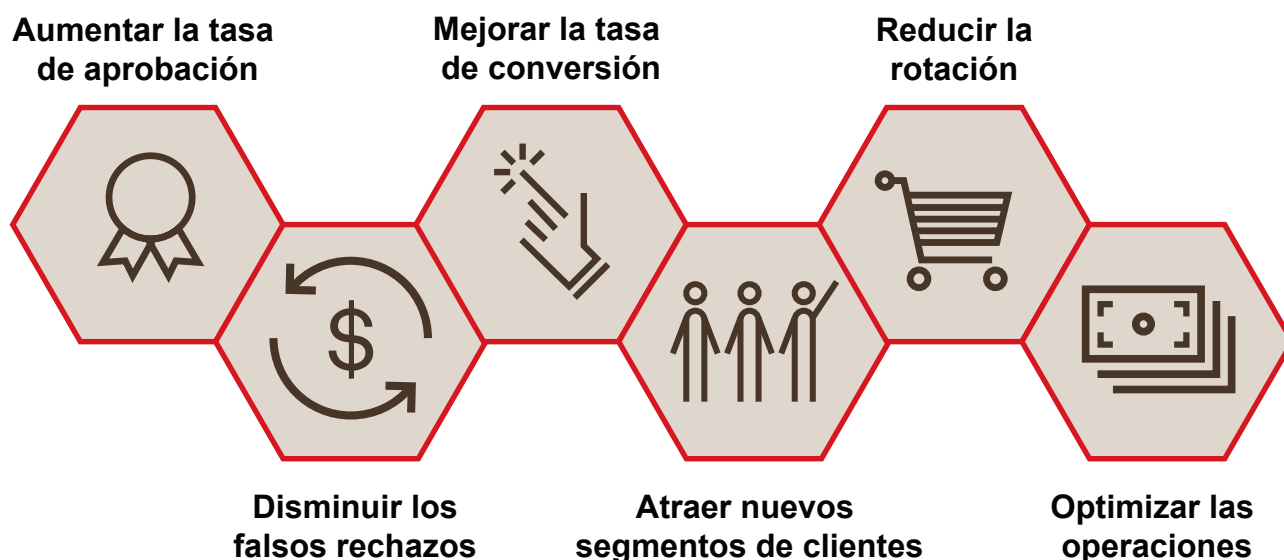 Aumentar la tasa
de aprobación
Disminuir los
falsos rechazos
Mejorar la tasa
de conversión
Atraer nuevos
segmentos de clientes
Reducir la
rotación
Optimizar las
operaciones
$